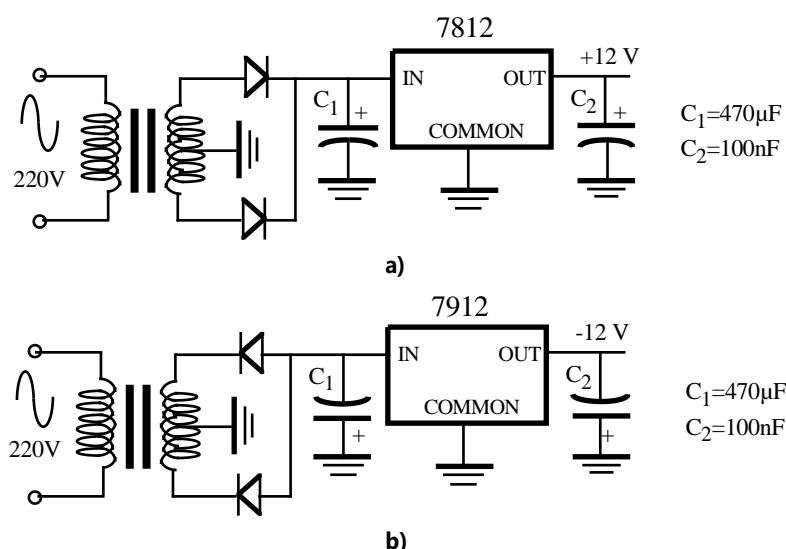 7812
+12 V
IN
OUT
C1
+
C2
+
COMMON
C1=470µF
C2=100nF
220V
a)
7912
-12 V
IN
OUT
C1
C2
COMMON
+
+
C1=470µF
C2=100nF
220V
b)